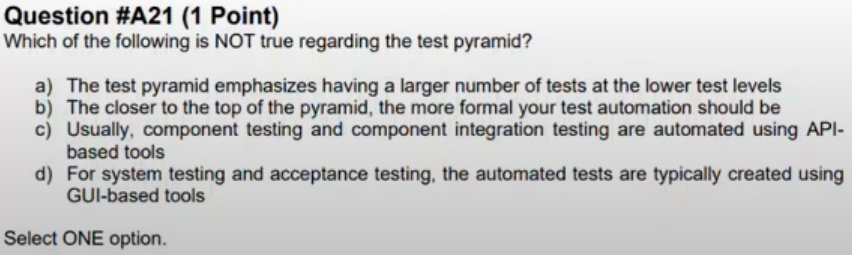 Question #A21 (1 Point)
Which of the following is NOT true regarding the test pyramid?
a) The test pyramid emphasizes having a larger number of tests at the lower test levels
b) The closer to the top of the pyramid, the more formal your test automation should be
c) Usually, component testing and component integration testing are automated using API-
based tools
d) For system testing and acceptance testing, the automated tests are typically created using
GUI-based tools
Select ONE option.